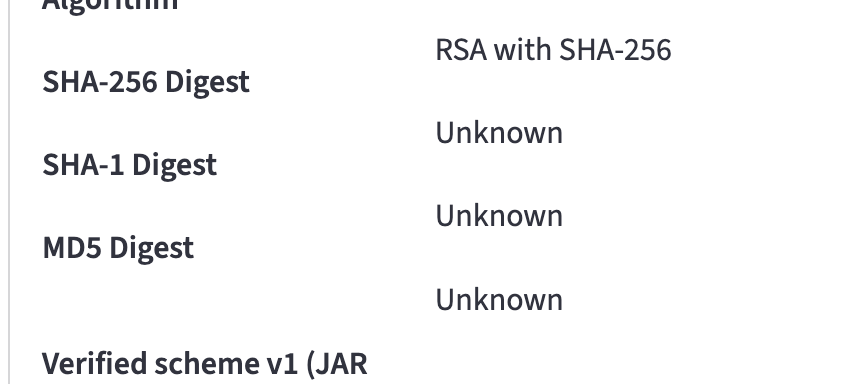 Algorithm
RSA with SHA-256
SHA-256 Digest
Unknown
SHA-1 Digest
Unknown
MD5 Digest
Unknown
Verified scheme v1 (JAR